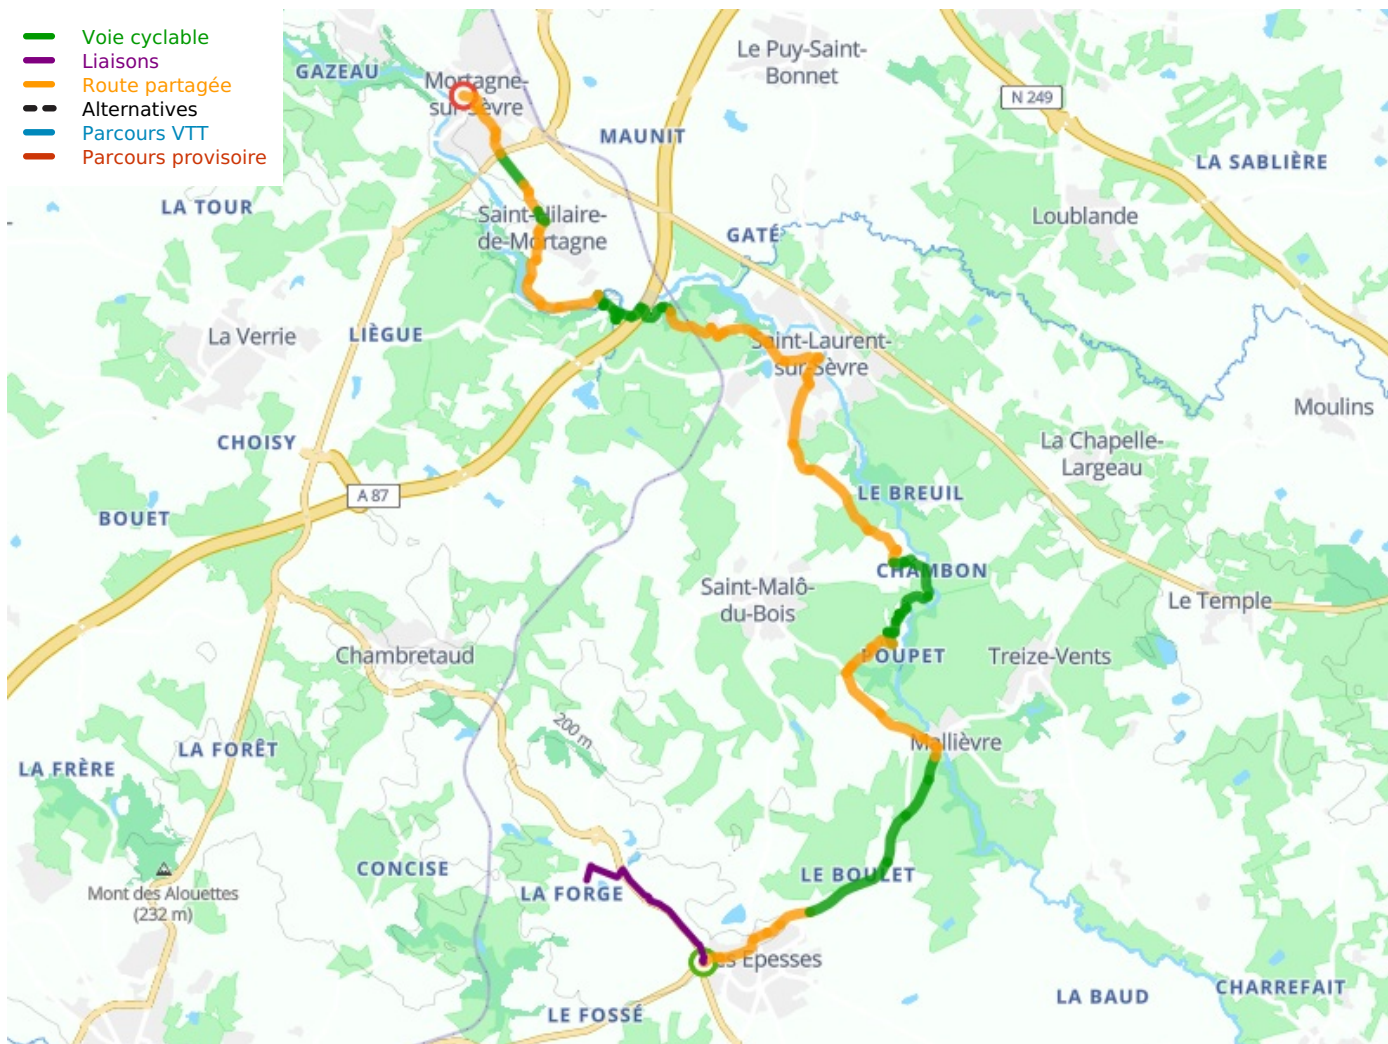 Voie cyclable
Liaisons
Route partagée
Alternatives
Parcours VTT
Parcours provisoire
GAZEAU
Mortagne-
sur-Sèvre
Le Puy-Saint-
Bonnet
N 249
MAUNIT
LA SABLIÈRE
LA TOUR
Saint-Hilaire-
de-Mortagne
Loublande
GATÉ
La Verrie
LIÈGUE
Saint-Laurent-
sur-Sèvre
Moulins
CHOISY
La Chapelle-
Largeau
A 87
LE BREUIL
BOUET
CHAMBON
Saint-Malô-
du-Bois
Le Temple
Chambretaud
POUPET
Treize-Vents
200 m
LA FORÊT
Mallièvre
LA FRÈRE
CONCISE
LE BOULET
Mont des Alouettes
(232 m)
LA FORGE
Les Epesses
CHARREFAIT
LA BAUD
LE FOSSÉ